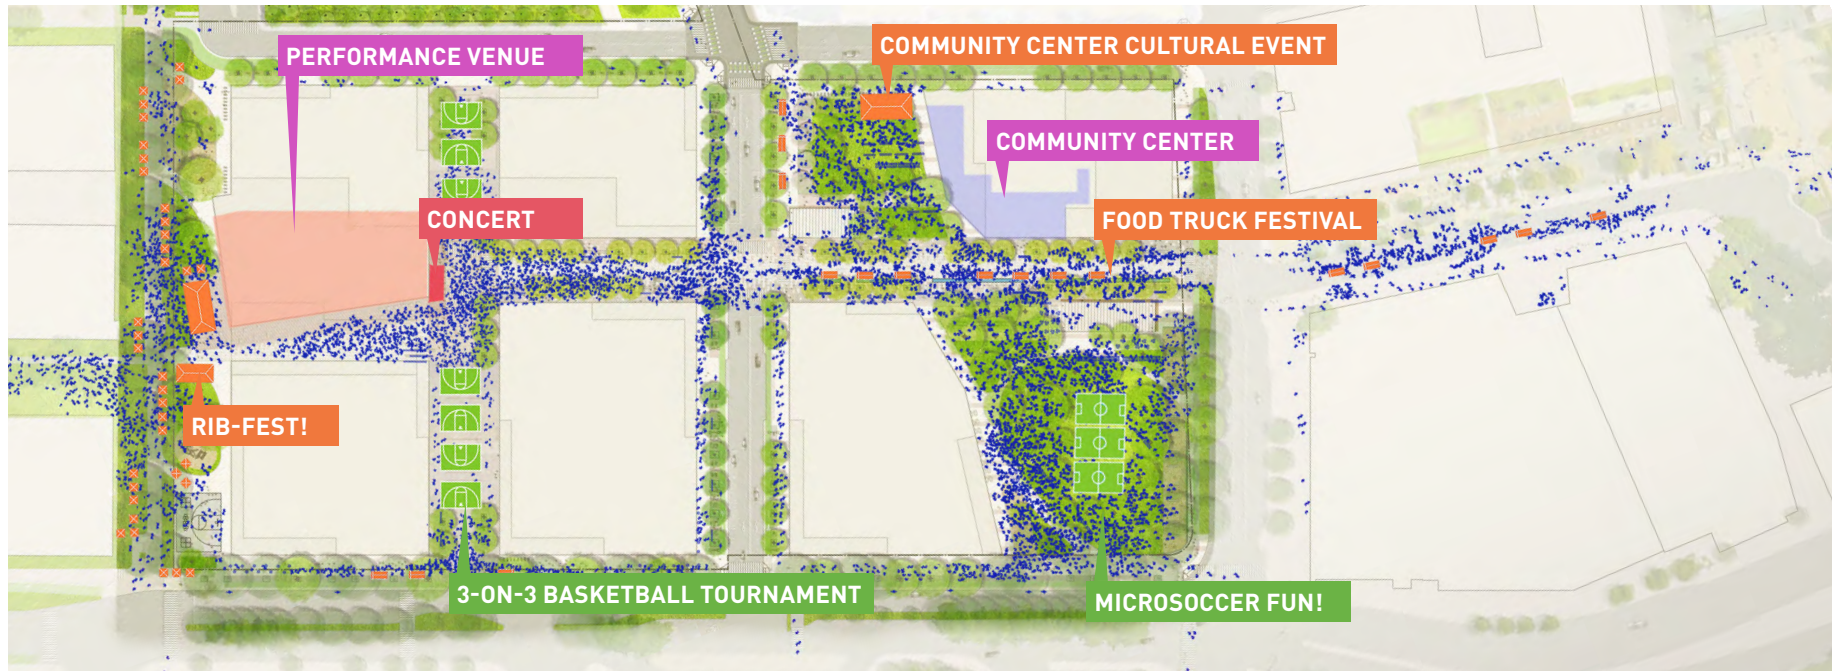 PERFORMANCE VENUE
COMMUNITY CENTER CULTURAL EVENT
COMMUNITY CENTER
CONCERT
FOOD TRUCK FESTIVAL
RIB-FEST!
3-ON-3 BASKETBALL TOURNAMENT
MICROSOCCER FUN!